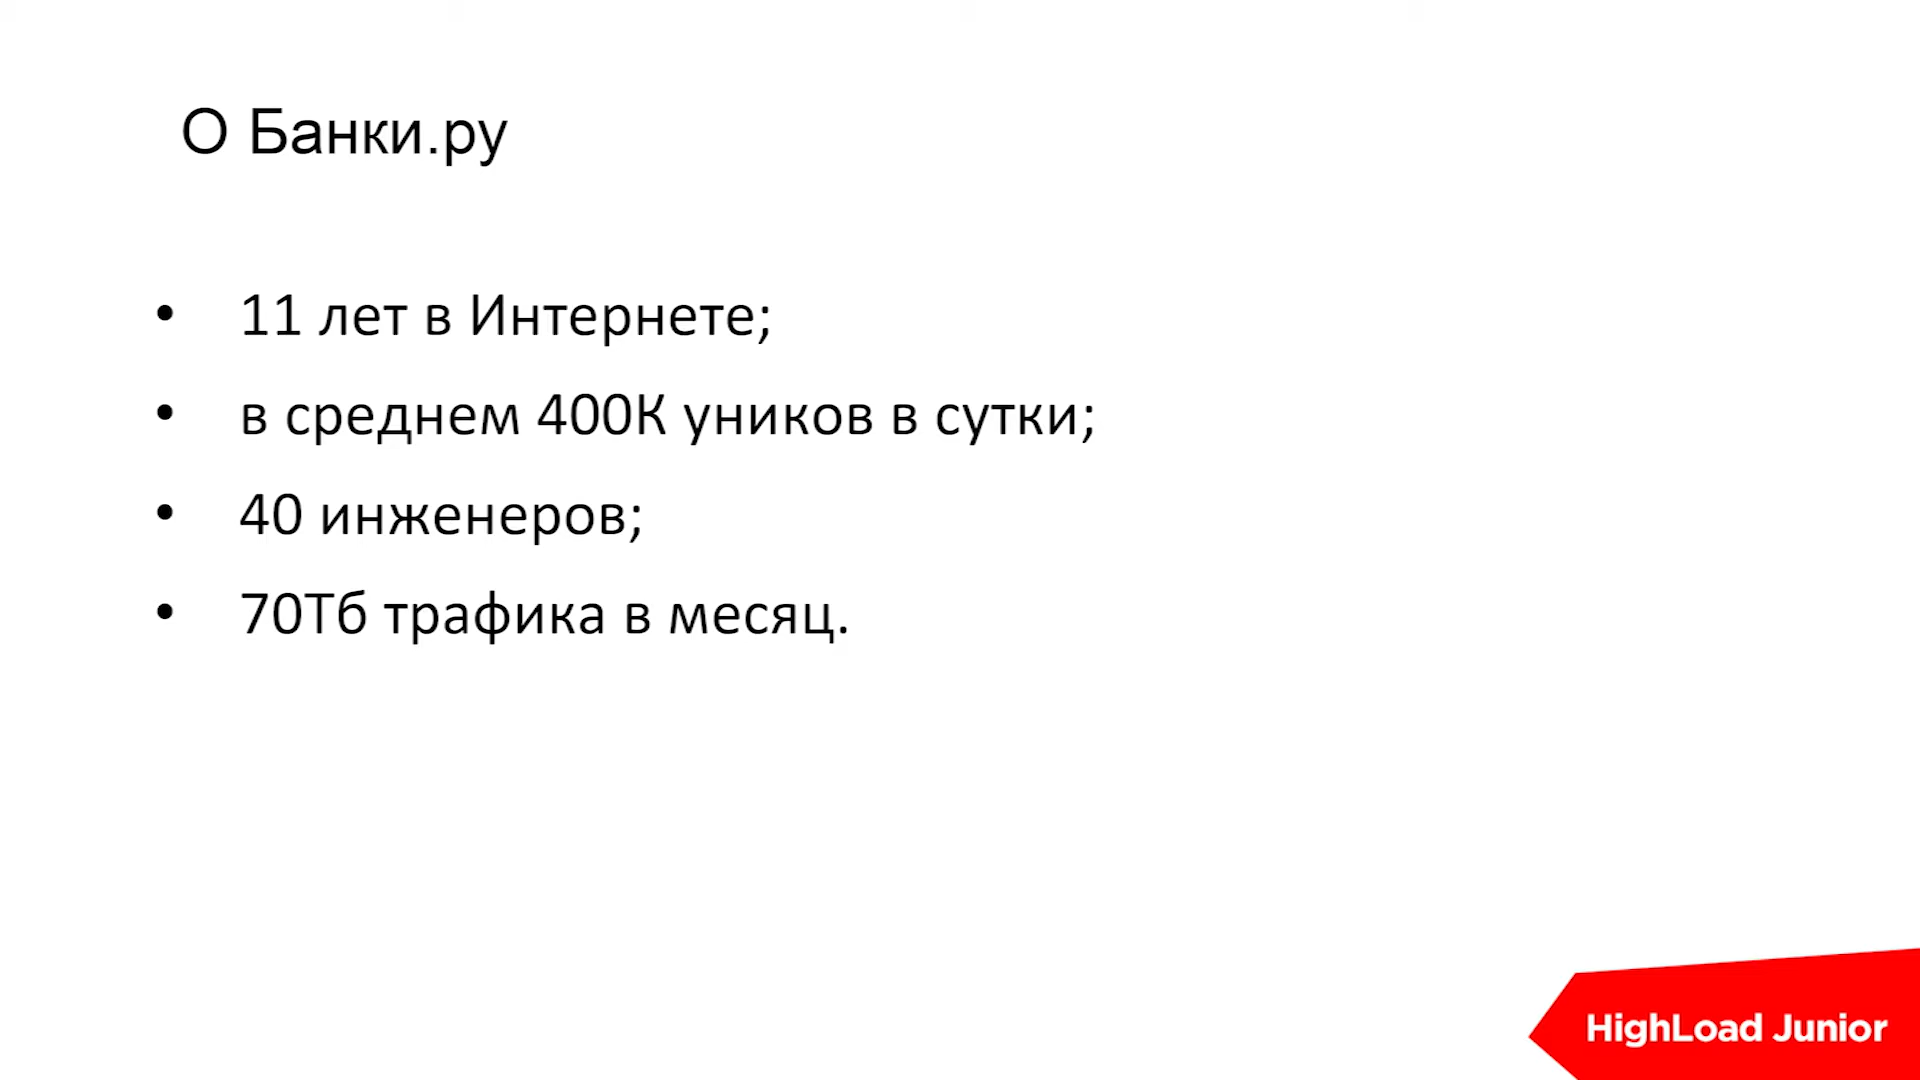 О Банки.ру
• 11 лет в Интернете;
• в среднем 400К уников в сутки;
• 40 инженеров;
• 70Тб трафика в месяц.
HighLoad Junior